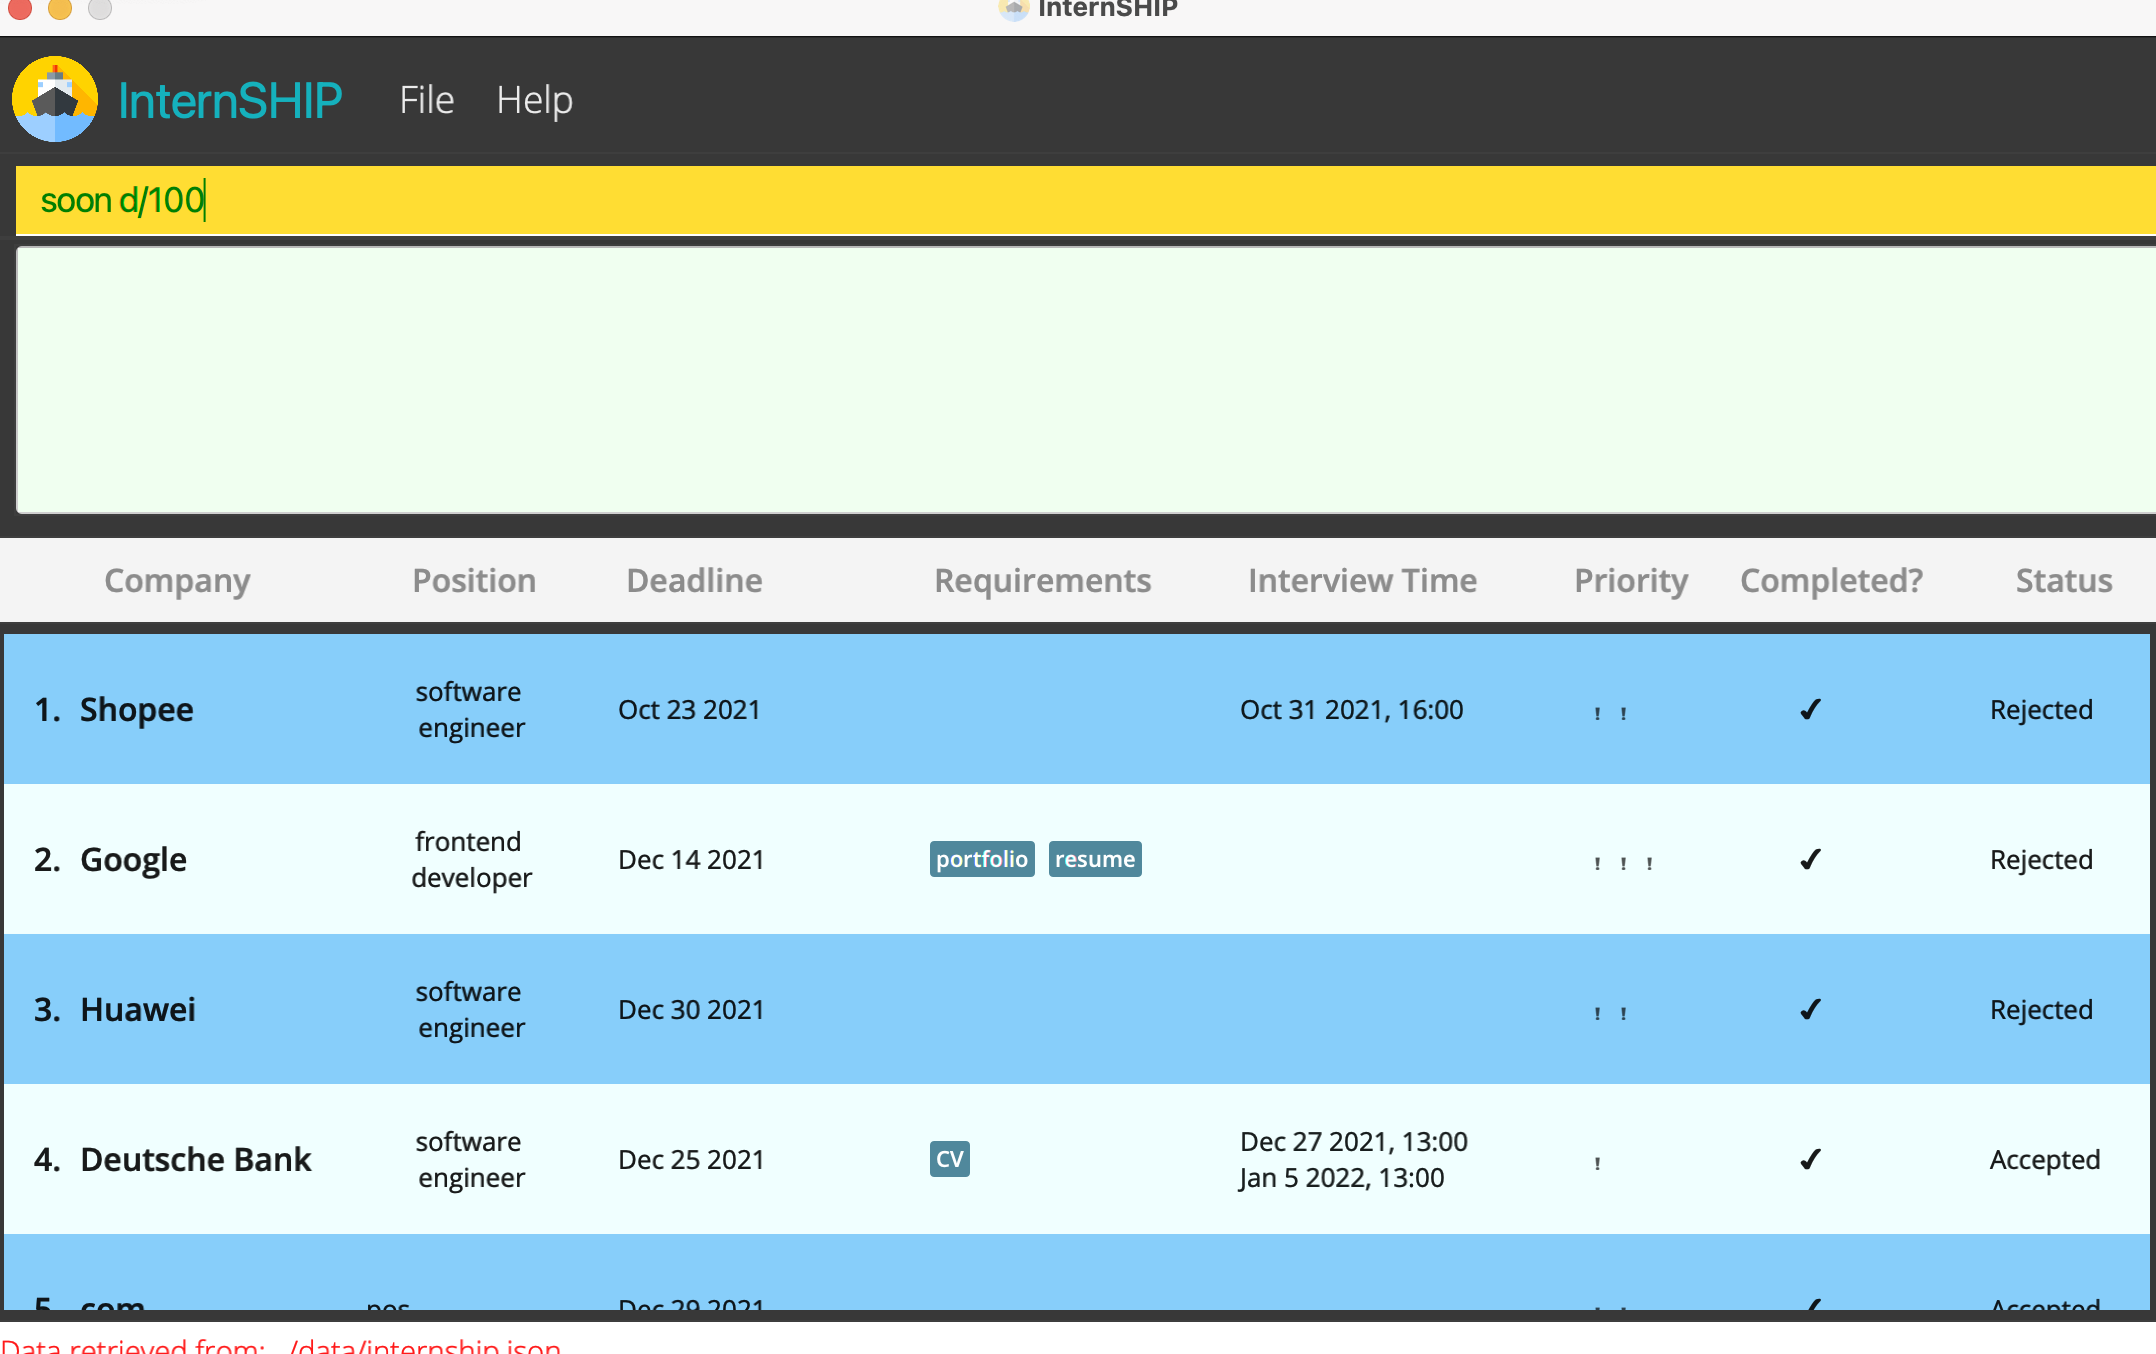 InternSHIP
InternSHIP File Help
soon d/100
Company Position Deadline Requirements Interview Time Priority Completed? Status
1. Shopee software engineer Oct 23 2021 Oct 31 2021, 16:00 ! ! ✔ Rejected
2. Google frontend developer Dec 14 2021 portfolio resume ! ! ! ✔ Rejected
3. Huawei software engineer Dec 30 2021 ! ! ✔ Rejected
4. Deutsche Bank software engineer Dec 25 2021 CV Dec 27 2021, 13:00 Jan 5 2022, 13:00 ! ✔ Accepted
5. com pos Dec 29 2021 ! ! ✔ Accepted
Data retrieved from: ./data/internship.json